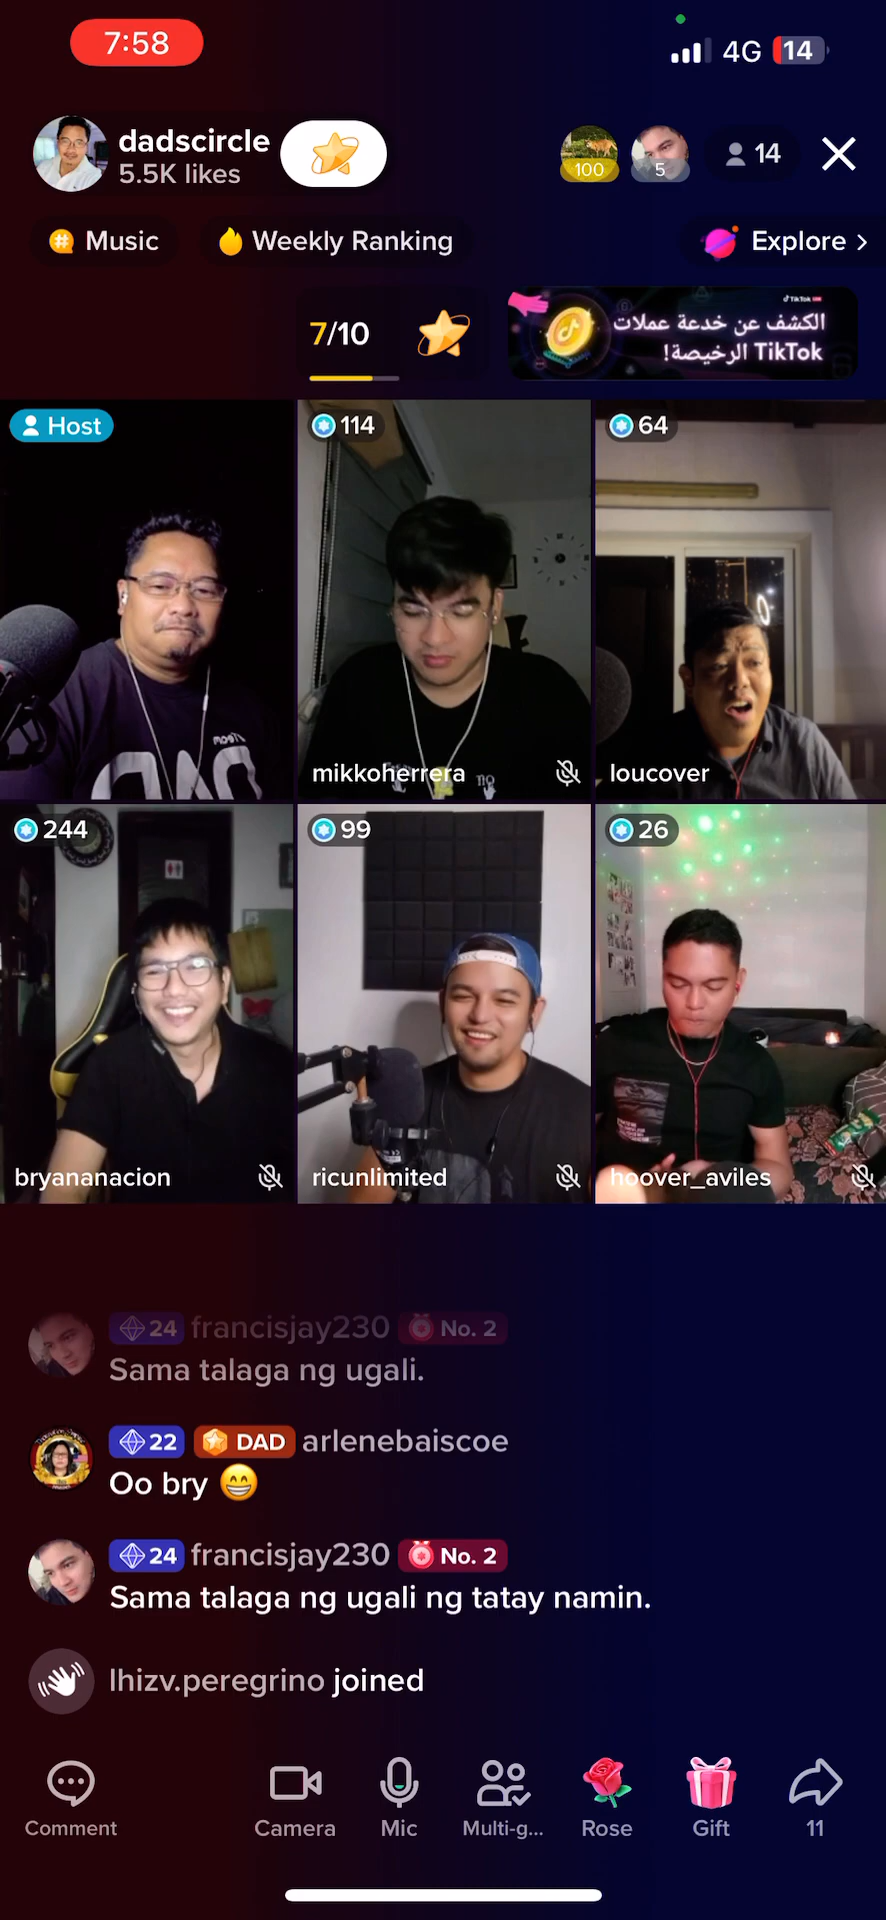 7:58
4G
14
dadscircle
5.5K likes
100
5
14
Music
Weekly Ranking
Explore >
7/10
TikTok LIVE
الكشف عن خدعة عملات
TikTok الرخيصة!
Host
114
64
mikkoherrera
loucover
244
99
26
bryananacion
ricunlimited
hoover_aviles
24 francisjay230 No. 2
Sama talaga ng ugali.
22 DAD arlenebaiscoe
Oo bry 😁
24 francisjay230 No. 2
Sama talaga ng ugali ng tatay namin.
lhizv.peregrino joined
Comment
Camera
Mic
Multi-g...
Rose
Gift
11